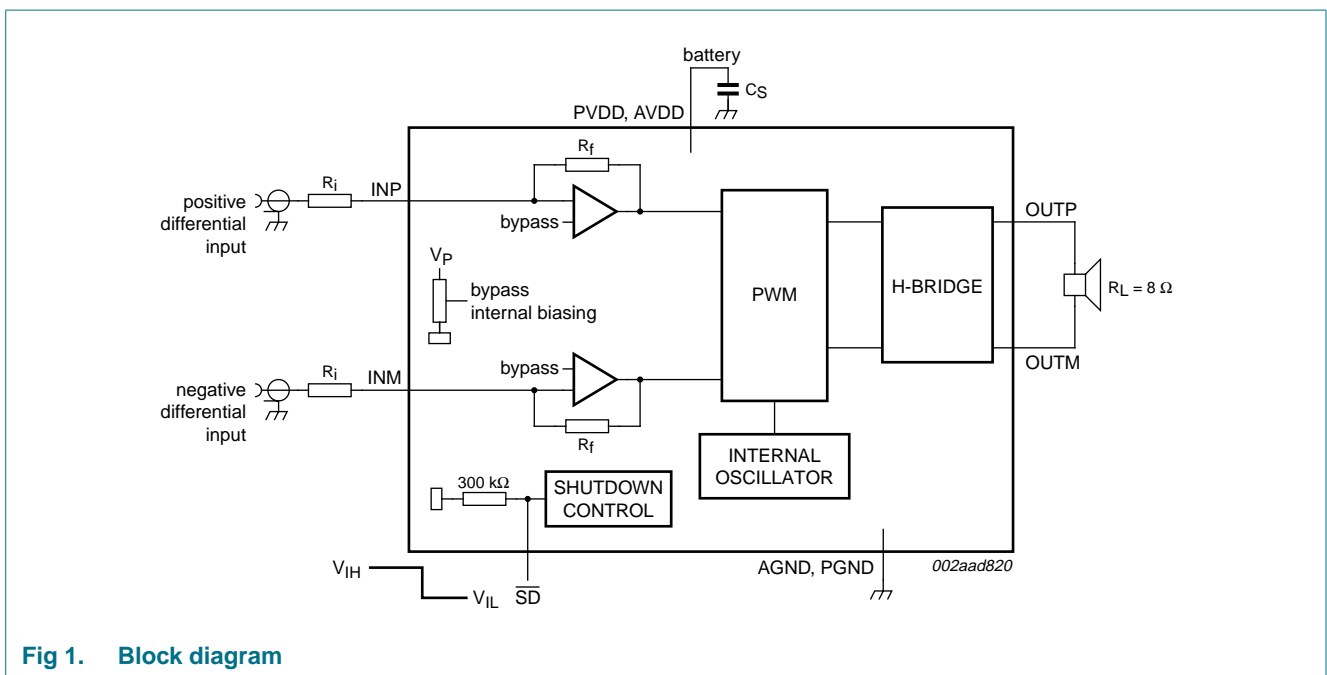 battery
CS
PVDD, AVDD
Rf
Ri
INP
positive
differential
input
bypass
OUTP
VP
bypass
internal biasing
PWM
H-BRIDGE
RL = 8 Ω
bypass
OUTM
Ri
INM
negative
differential
input
Rf
INTERNAL
OSCILLATOR
300 kΩ
SHUTDOWN
CONTROL
AGND, PGND
002aad820
VIH
VIL
SD
Fig 1. Block diagram